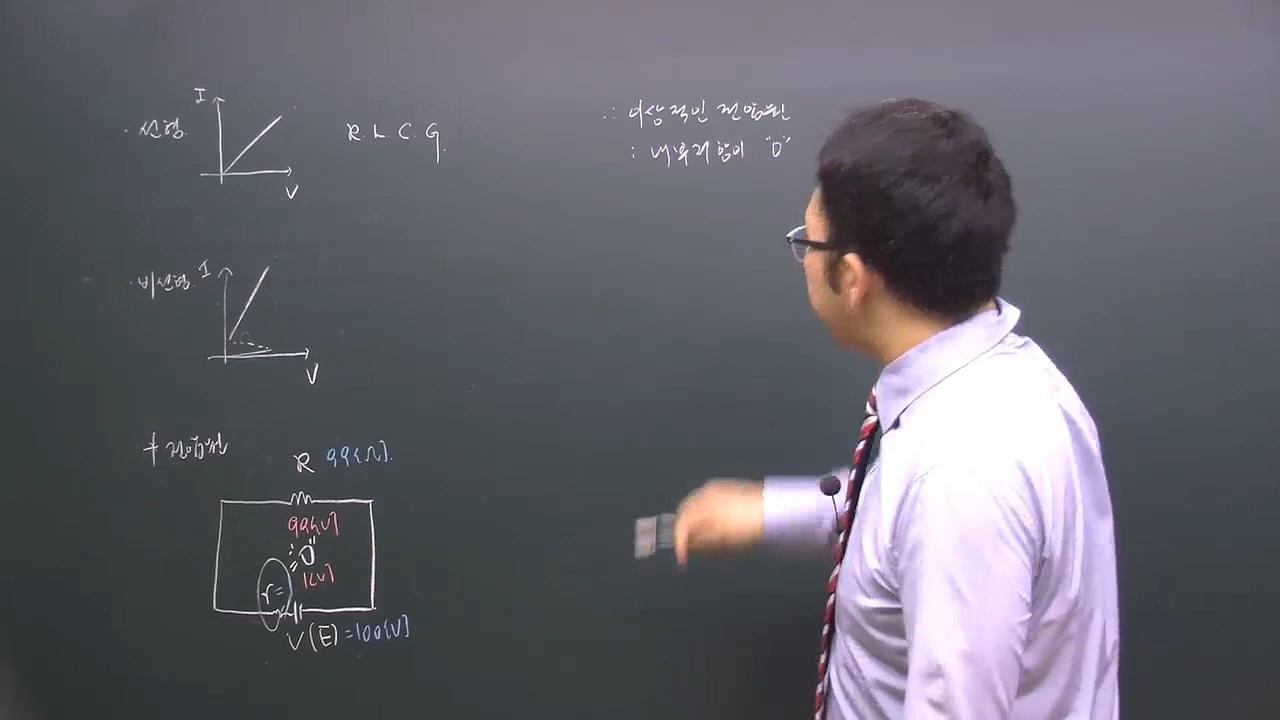 · 선형.
I
V
R. L. C. G.
· 비선형.
I
V
# 전압원
R 99[Ω].
99[V]
"0"
r =
1[V]
V(E) = 100[V]
∴ 이상적인 전압원
: 내부저항이 "0"